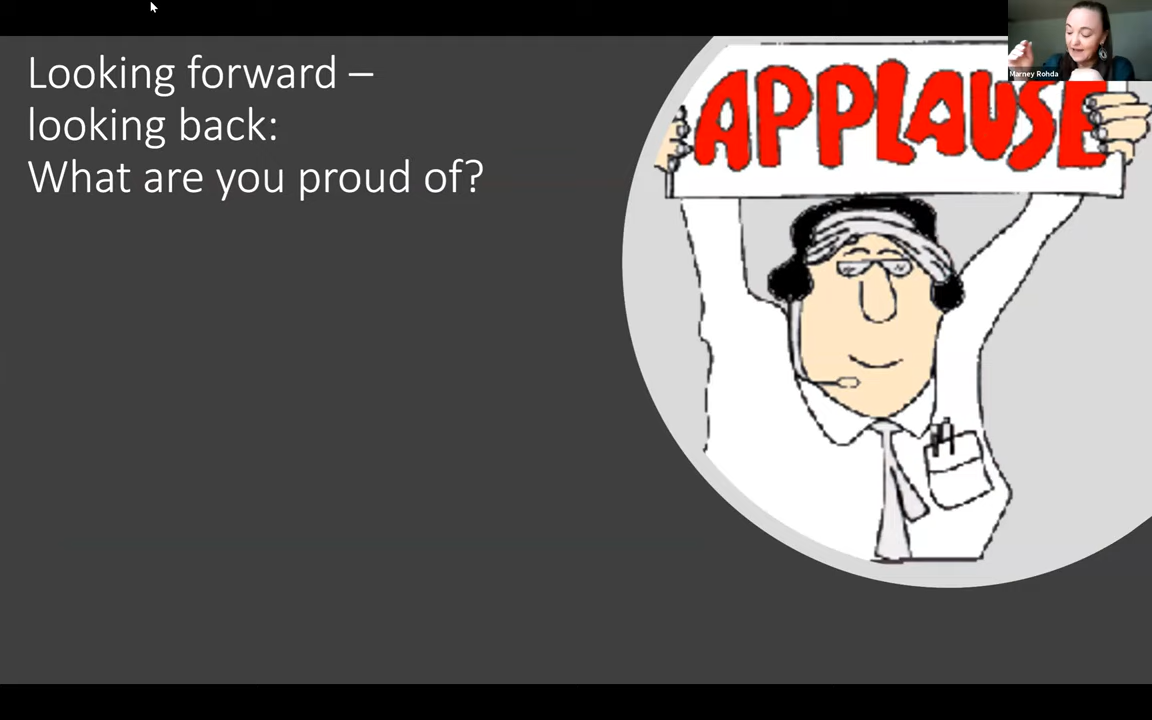 Looking forward –
looking back:
What are you proud of?
APPLAUSE
Marney Rohda